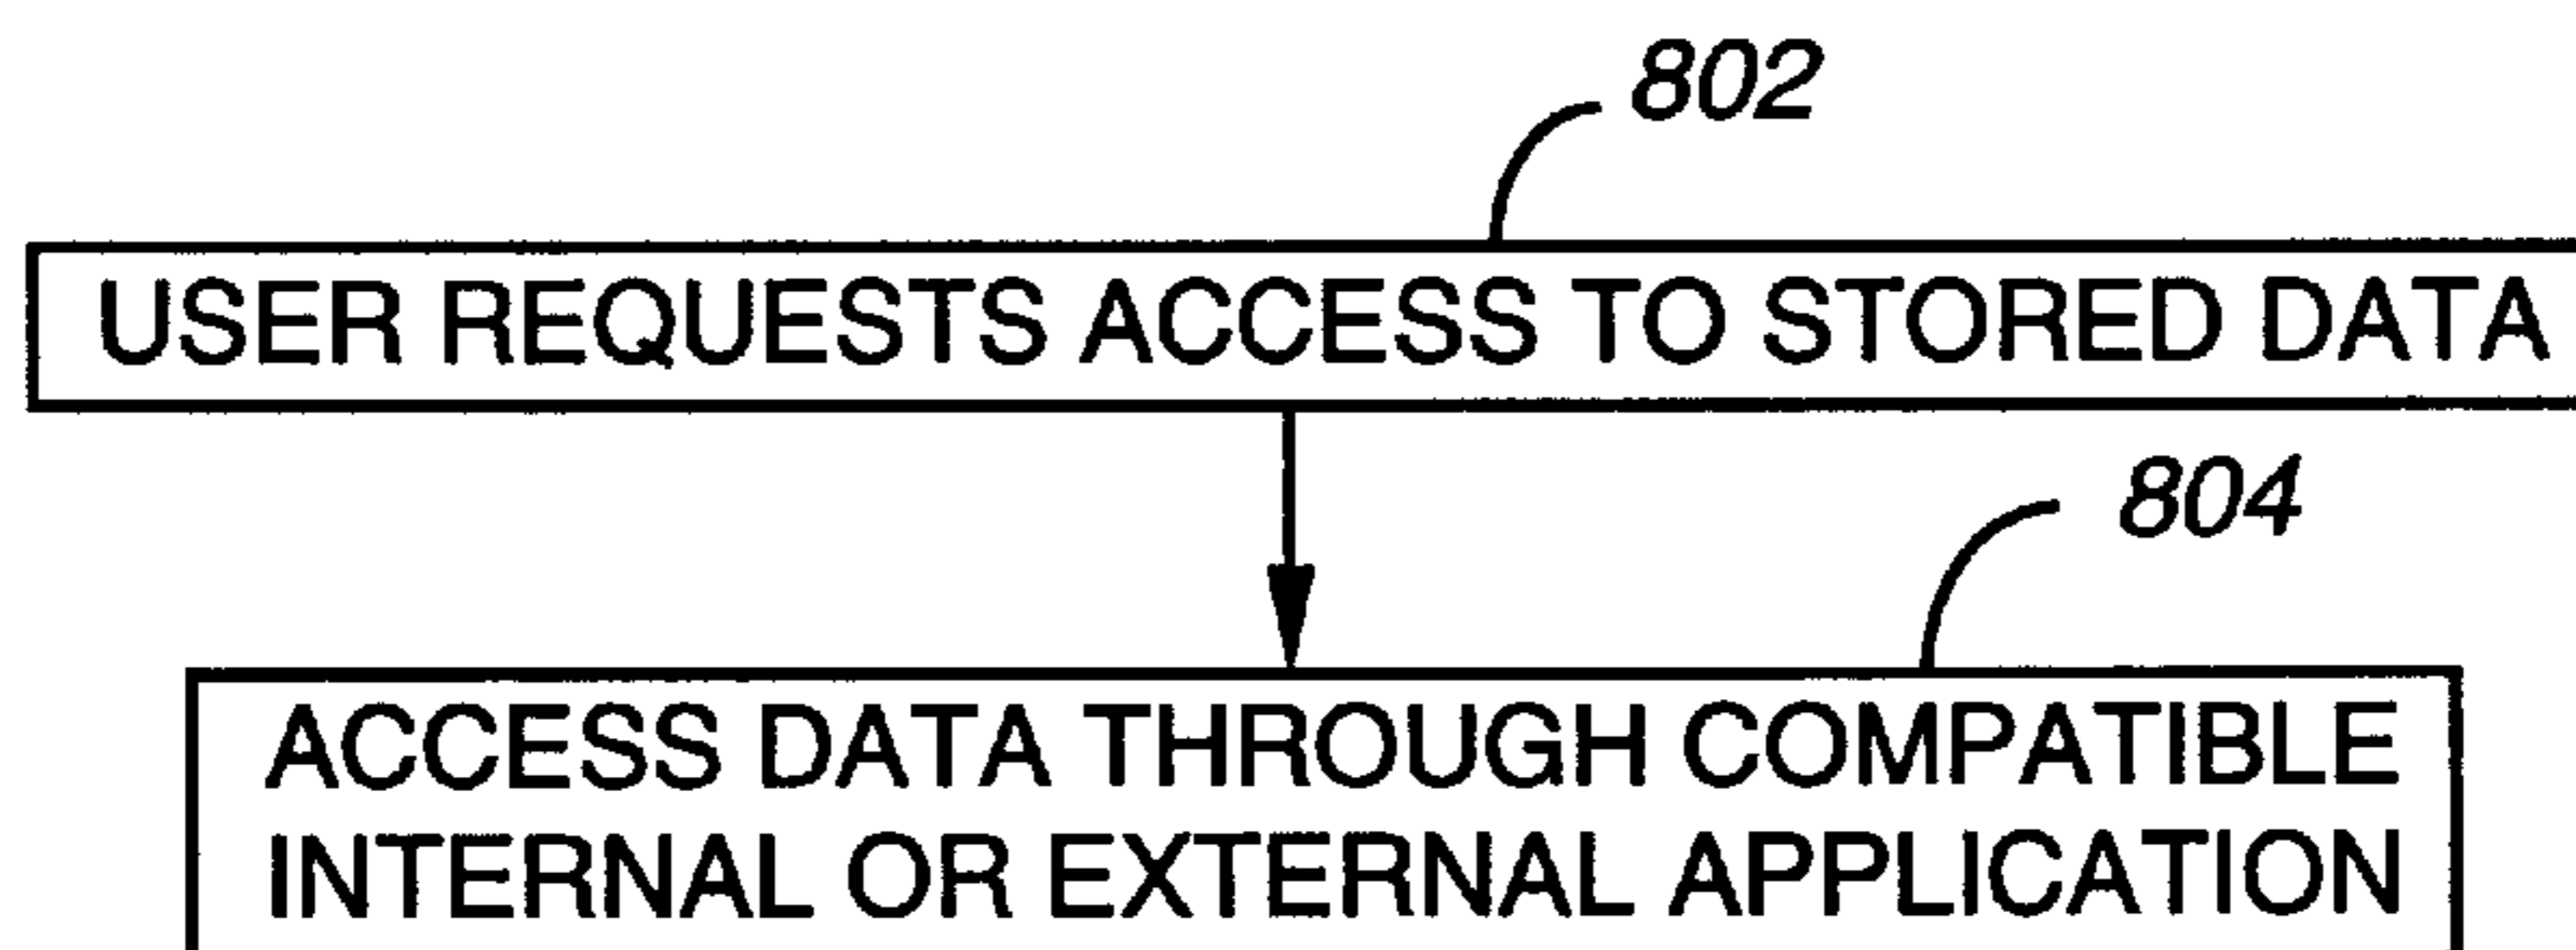 802
USER REQUESTS ACCESS TO STORED DATA
804
ACCESS DATA THROUGH COMPATIBLE
INTERNAL OR EXTERNAL APPLICATION